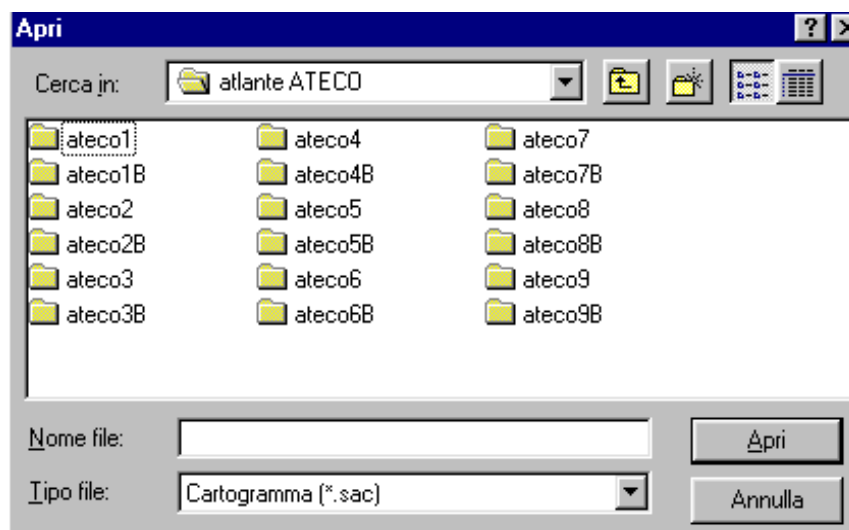 Apri
Cerca in: atlante ATECO
ateco1 ateco4 ateco7
ateco1B ateco4B ateco7B
ateco2 ateco5 ateco8
ateco2B ateco5B ateco8B
ateco3 ateco6 ateco9
ateco3B ateco6B ateco9B
Nome file: Apri
Tipo file: Cartogramma (*.sac) Annulla